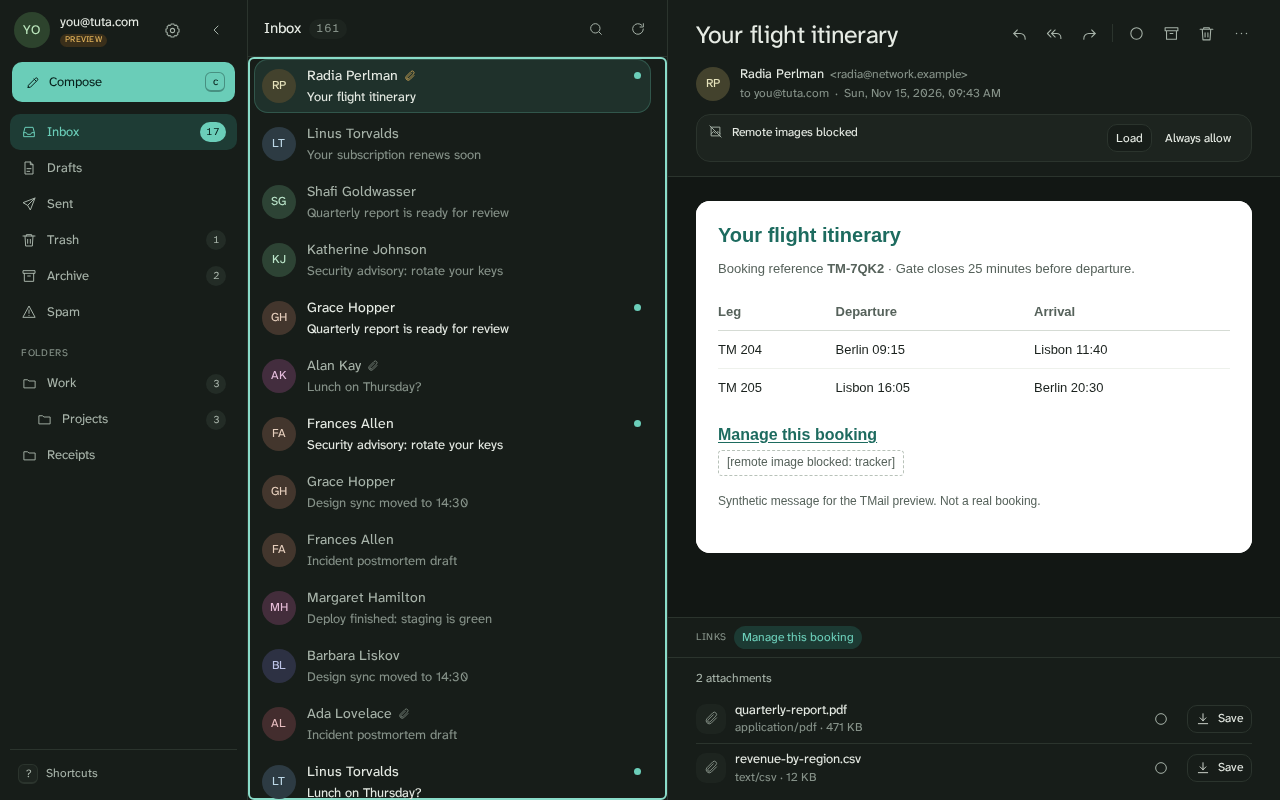 YO
you@tuta.com
PREVIEW
Compose
c
Inbox
17
Drafts
Sent
Trash
1
Archive
2
Spam
FOLDERS
Work
3
Projects
3
Receipts
?
Shortcuts
Inbox
161
RP
Radia Perlman
Your flight itinerary
LT
Linus Torvalds
Your subscription renews soon
SG
Shafi Goldwasser
Quarterly report is ready for review
KJ
Katherine Johnson
Security advisory: rotate your keys
GH
Grace Hopper
Quarterly report is ready for review
AK
Alan Kay
Lunch on Thursday?
FA
Frances Allen
Security advisory: rotate your keys
GH
Grace Hopper
Design sync moved to 14:30
FA
Frances Allen
Incident postmortem draft
MH
Margaret Hamilton
Deploy finished: staging is green
BL
Barbara Liskov
Design sync moved to 14:30
AL
Ada Lovelace
Incident postmortem draft
LT
Linus Torvalds
Lunch on Thursday?
Your flight itinerary
RP
Radia Perlman <radia@network.example>
to you@tuta.com · Sun, Nov 15, 2026, 09:43 AM
Remote images blocked
Load
Always allow
Your flight itinerary
Booking reference TM-7QK2 · Gate closes 25 minutes before departure.
Leg Departure Arrival
TM 204 Berlin 09:15 Lisbon 11:40
TM 205 Lisbon 16:05 Berlin 20:30
Manage this booking
[remote image blocked: tracker]
Synthetic message for the TMail preview. Not a real booking.
LINKS Manage this booking
2 attachments
quarterly-report.pdf
application/pdf · 471 KB
Save
revenue-by-region.csv
text/csv · 12 KB
Save